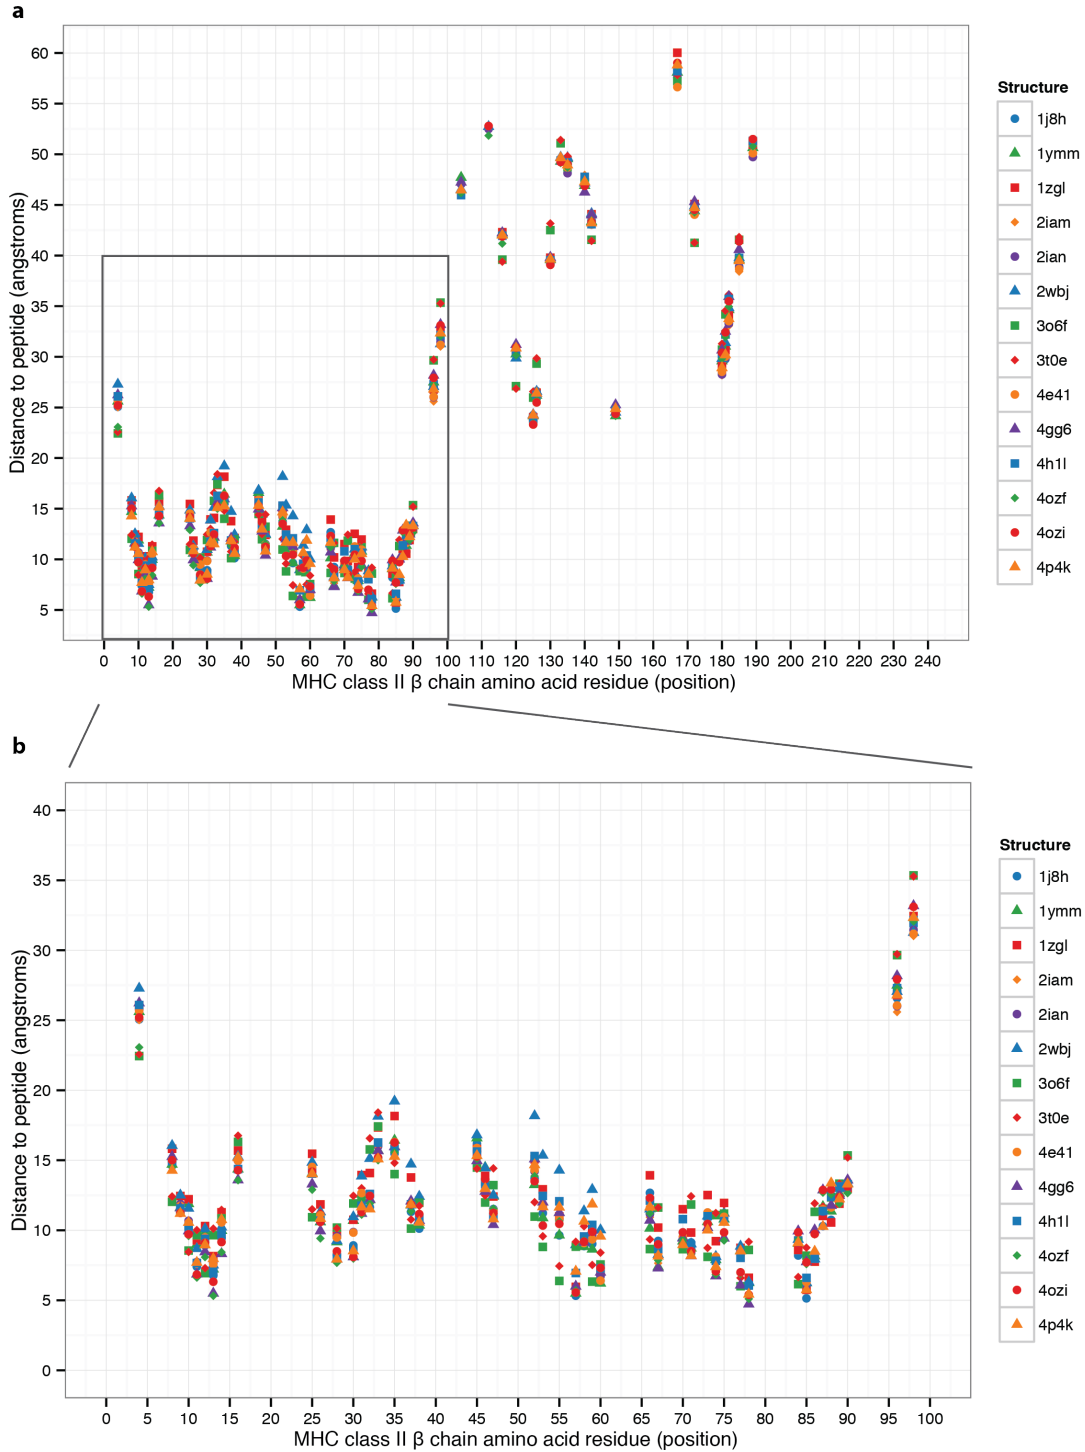 a
60
55
50
45
40
35
30
25
20
15
10
5
Distance to peptide (angstroms)
0 10 20 30 40 50 60 70 80 90 100 110 120 130 140 150 160 170 180 190 200 210 220 230 240
MHC class II β chain amino acid residue (position)
Structure
1j8h
1ymm
1zgl
2iam
2ian
2wbj
3o6f
3t0e
4e41
4gg6
4h1l
4ozf
4ozi
4p4k
b
40
35
30
25
20
15
10
5
0
Distance to peptide (angstroms)
0 5 10 15 20 25 30 35 40 45 50 55 60 65 70 75 80 85 90 95 100
MHC class II β chain amino acid residue (position)
Structure
1j8h
1ymm
1zgl
2iam
2ian
2wbj
3o6f
3t0e
4e41
4gg6
4h1l
4ozf
4ozi
4p4k